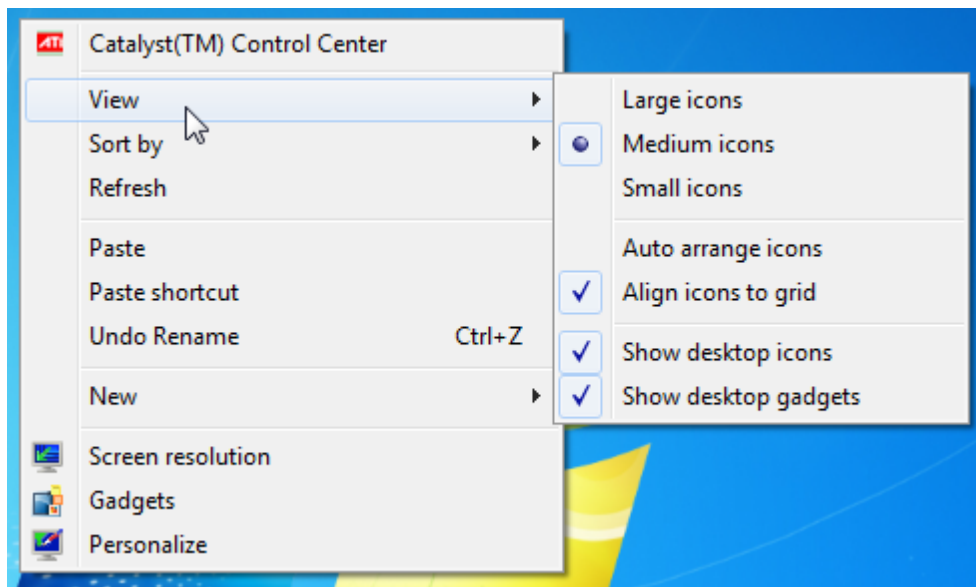 ATI Catalyst(TM) Control Center
View
Sort by
Refresh
Paste
Paste shortcut
Undo Rename Ctrl+Z
New
Screen resolution
Gadgets
Personalize
Large icons
Medium icons
Small icons
Auto arrange icons
Align icons to grid
Show desktop icons
Show desktop gadgets